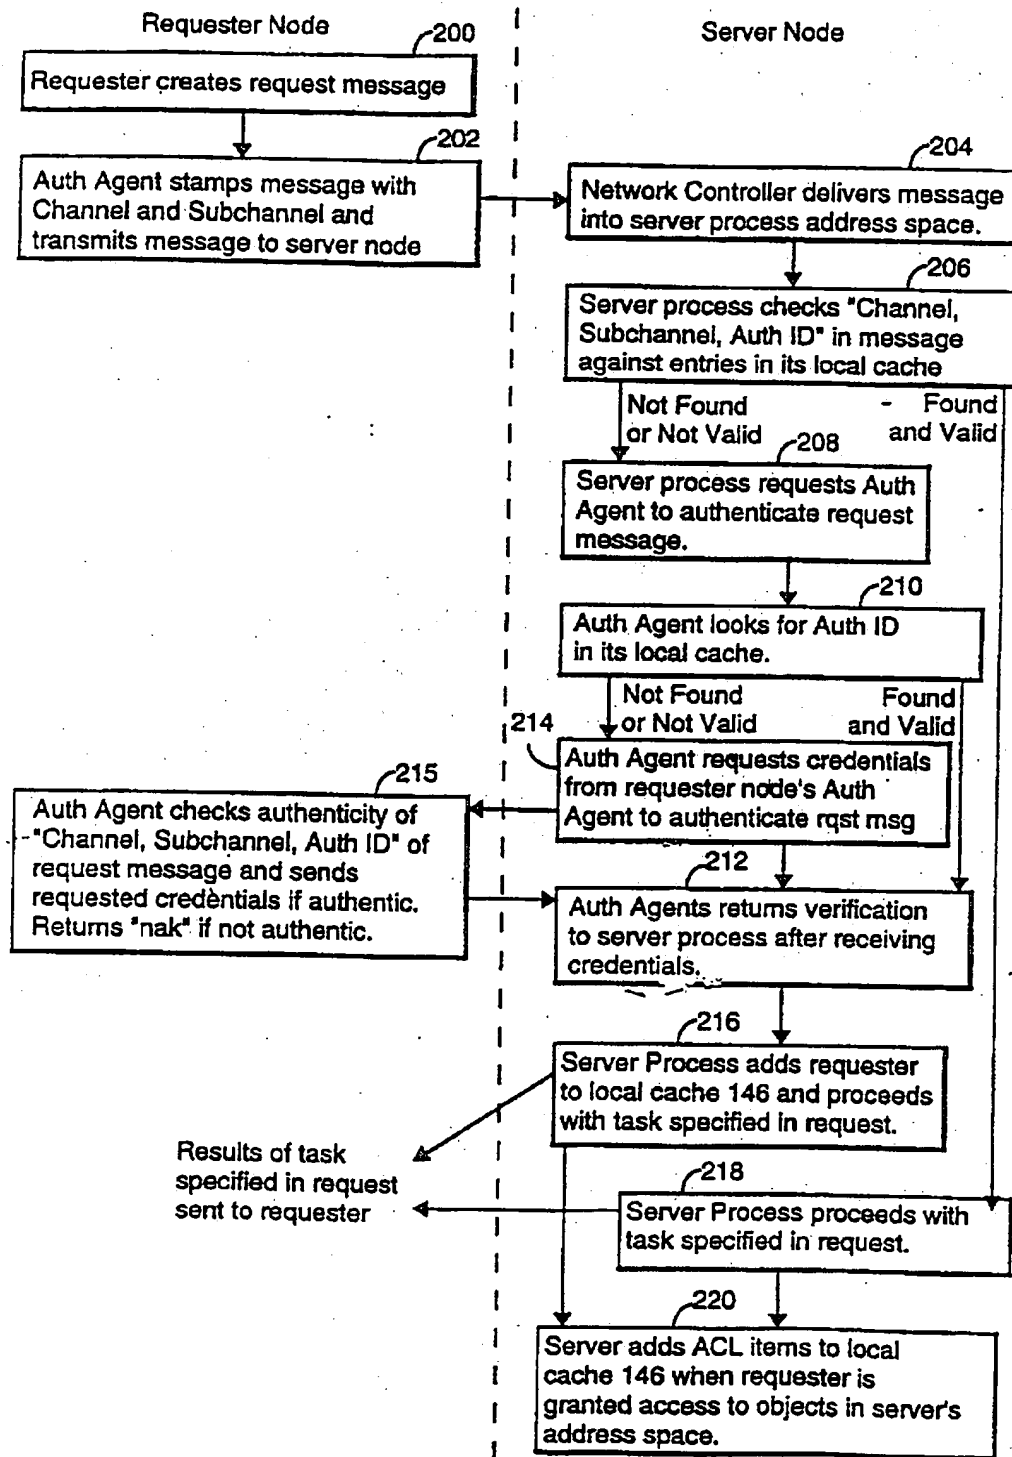 Requester Node
Server Node
200
Requester creates request message
202
Auth Agent stamps message with
Channel and Subchannel and
transmits message to server node
204
Network Controller delivers message
into server process address space.
206
Server process checks "Channel,
Subchannel, Auth ID" in message
against entries in its local cache
Not Found
or Not Valid
- Found
and Valid
208
Server process requests Auth
Agent to authenticate request
message.
210
Auth Agent looks for Auth ID
in its local cache.
Not Found
or Not Valid
Found
and Valid
214
Auth Agent requests credentials
from requester node's Auth
Agent to authenticate rqst msg
215
Auth Agent checks authenticity of
"Channel, Subchannel, Auth ID" of
request message and sends
requested credentials if authentic.
Returns "nak" if not authentic.
212
Auth Agents returns verification
to server process after receiving
credentials.
216
Server Process adds requester
to local cache 146 and proceeds
with task specified in request.
Results of task
specified in request
sent to requester
218
Server Process proceeds with
task specified in request.
220
Server adds ACL items to local
cache 146 when requester is
granted access to objects in server's
address space.